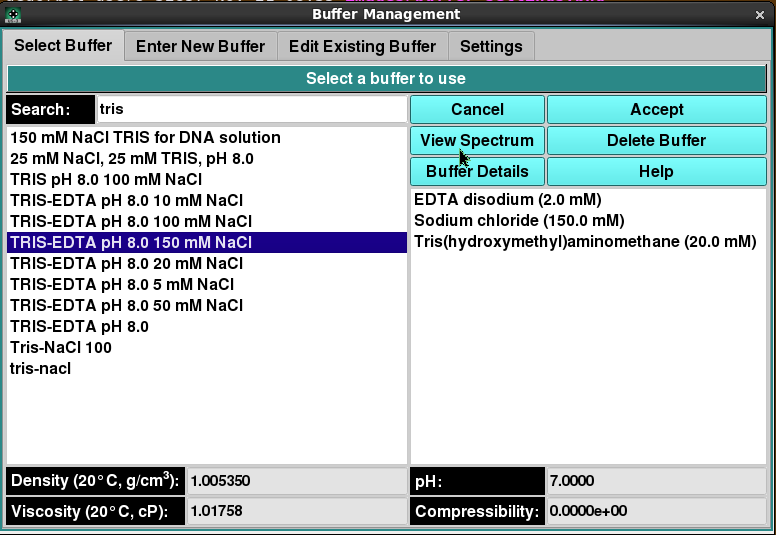 Buffer Management
Select Buffer Enter New Buffer Edit Existing Buffer Settings
Select a buffer to use
Search: tris
Cancel Accept
View Spectrum Delete Buffer
Buffer Details Help
150 mM NaCl TRIS for DNA solution
25 mM NaCl, 25 mM TRIS, pH 8.0
TRIS pH 8.0 100 mM NaCl
TRIS-EDTA pH 8.0 10 mM NaCl
TRIS-EDTA pH 8.0 100 mM NaCl
TRIS-EDTA pH 8.0 150 mM NaCl
TRIS-EDTA pH 8.0 20 mM NaCl
TRIS-EDTA pH 8.0 5 mM NaCl
TRIS-EDTA pH 8.0 50 mM NaCl
TRIS-EDTA pH 8.0
Tris-NaCl 100
tris-nacl
EDTA disodium (2.0 mM)
Sodium chloride (150.0 mM)
Tris(hydroxymethyl)aminomethane (20.0 mM)
Density (20°C, g/cm³): 1.005350
pH: 7.0000
Viscosity (20°C, cP): 1.01758
Compressibility: 0.0000e+00